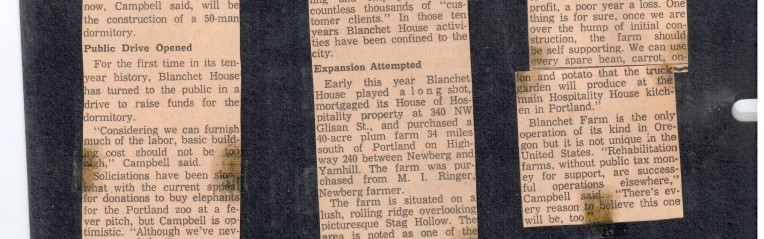 now, Campbell said, will be
the construction of a 50-man
dormitory.
Public Drive Opened
For the first time in its ten-
year history, Blanchet House
has turned to the public in a
drive to raise funds for the
dormitory.
"Considering we can furnish
much of the labor, basic build-
ing cost should not be too
high," Campbell said.
Soliciations have been slow
what with the current appeal
for donations to buy elephants
for the Portland zoo at a fe-
ver pitch, but Campbell is op-
timistic. "Although we've nev-
countless thousands of "cus-
tomer clients." In those ten
years Blanchet House activi-
ties have been confined to the
city.
Expansion Attempted
Early this year Blanchet
House played a long shot,
mortgaged its House of Hos-
pitality property at 340 NW
Glisan St., and purchased a
40-acre plum farm 34 miles
south of Portland on High-
way 240 between Newberg and
Yamhill. The farm was pur-
chased from M. I. Ringer,
Newberg farmer.
The farm is situated on a
lush, rolling ridge overlooking
picturesque Stag Hollow. The
area is noted as one of the
profit, a poor year a loss. One
thing is for sure, once we are
over the hump of initial con-
struction, the farm should
be self supporting. We can use
every spare bean, carrot, on-
ion and potato that the truck
garden will produce at the
main Hospitality House kitch-
en in Portland."
Blanchet Farm is the only
operation of its kind in Ore-
gon but it is not unique in the
United States. "Rehabilitation
farms, without public tax mon-
ey for support, are success-
ful operations elsewhere,"
Campbell said. "There's ev-
ery reason to believe this one
will be, too."